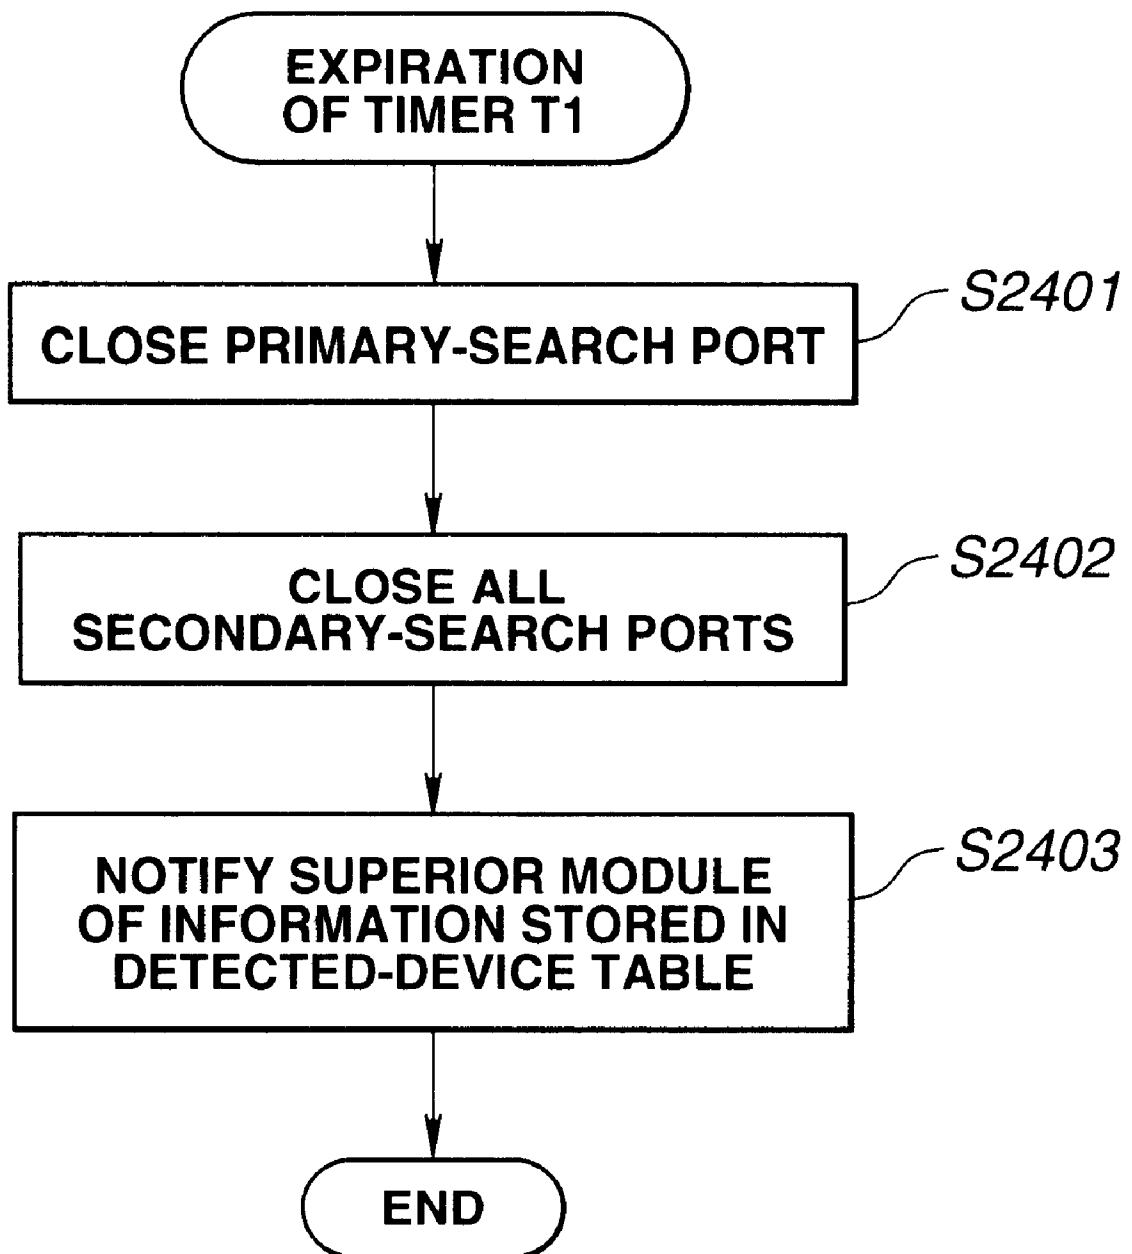 EXPIRATION
OF TIMER T1
S2401
CLOSE PRIMARY-SEARCH PORT
S2402
CLOSE ALL
SECONDARY-SEARCH PORTS
S2403
NOTIFY SUPERIOR MODULE
OF INFORMATION STORED IN
DETECTED-DEVICE TABLE
END